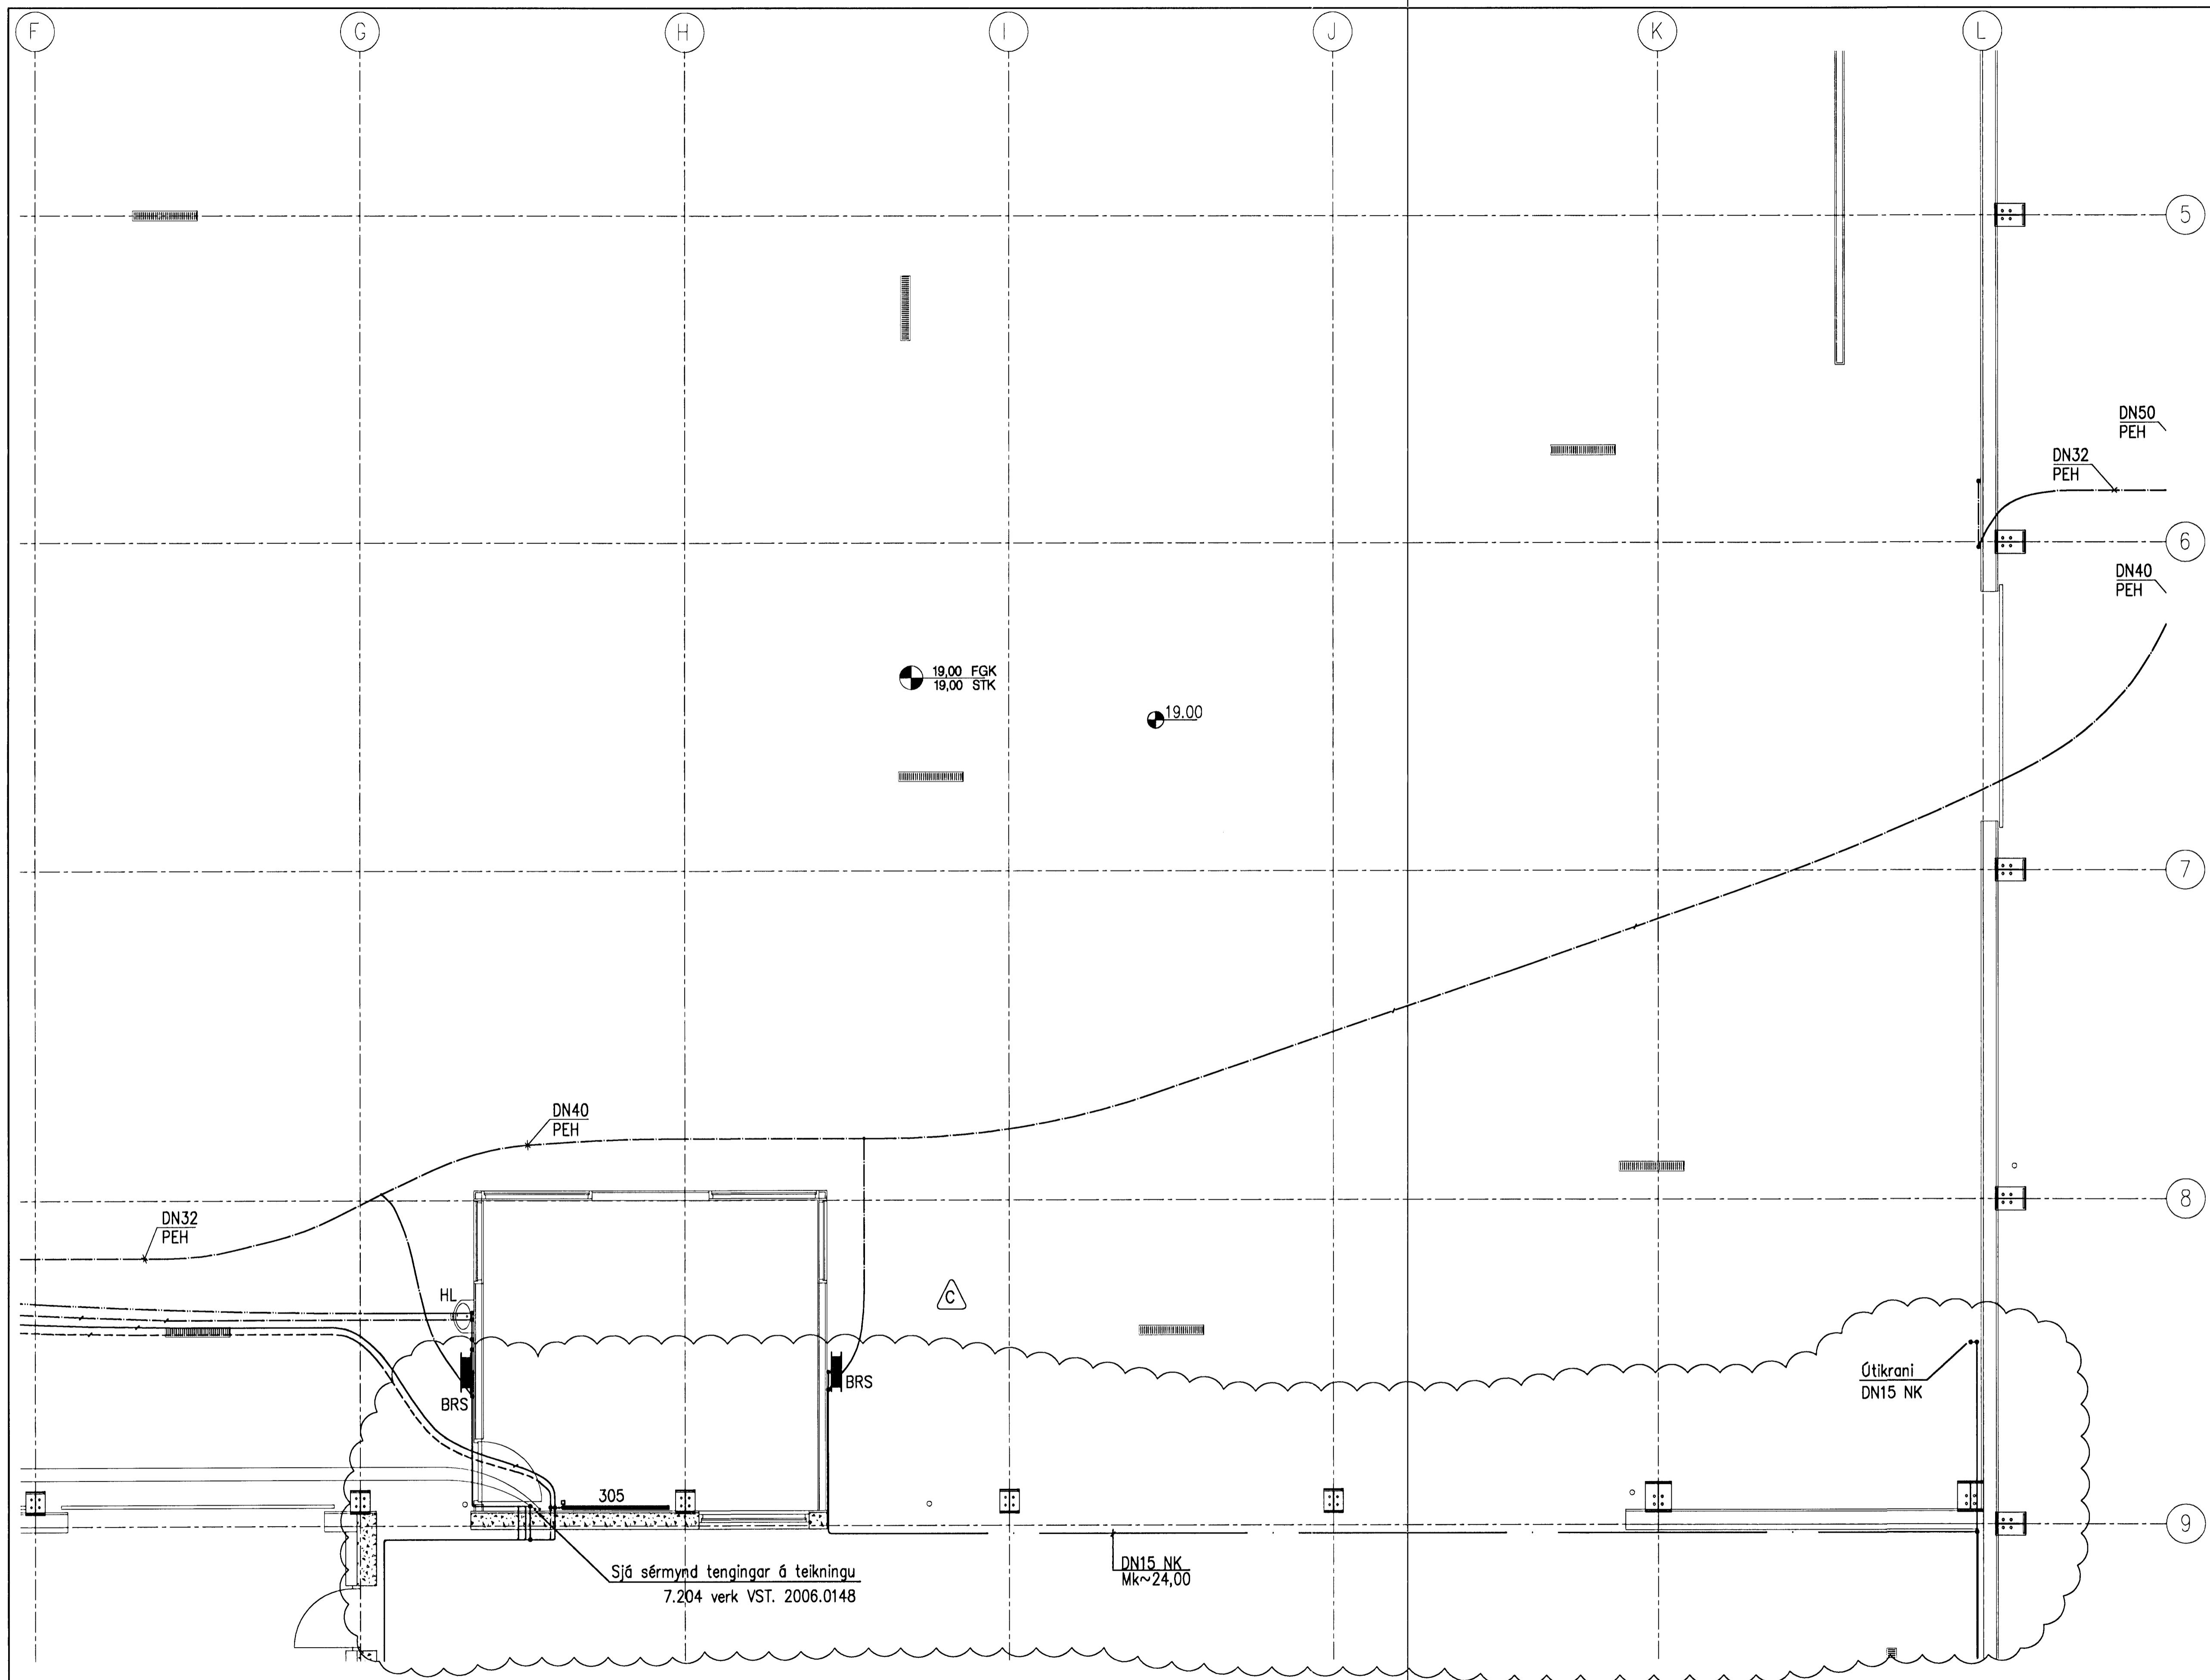 F G H I J K L
5
DN50
PEH
DN32
PEH
6
DN40
PEH
19,00 FGK
19,00 STK
19.00
7
DN40
PEH
8
DN32
PEH
HL
C
BRS
BRS
Útikrani
DN15 NK
305
9
Sjá sérmynd tengingar á teikningu
7.204 verk VST. 2006.0148
DN15 NK
Mk~24,00